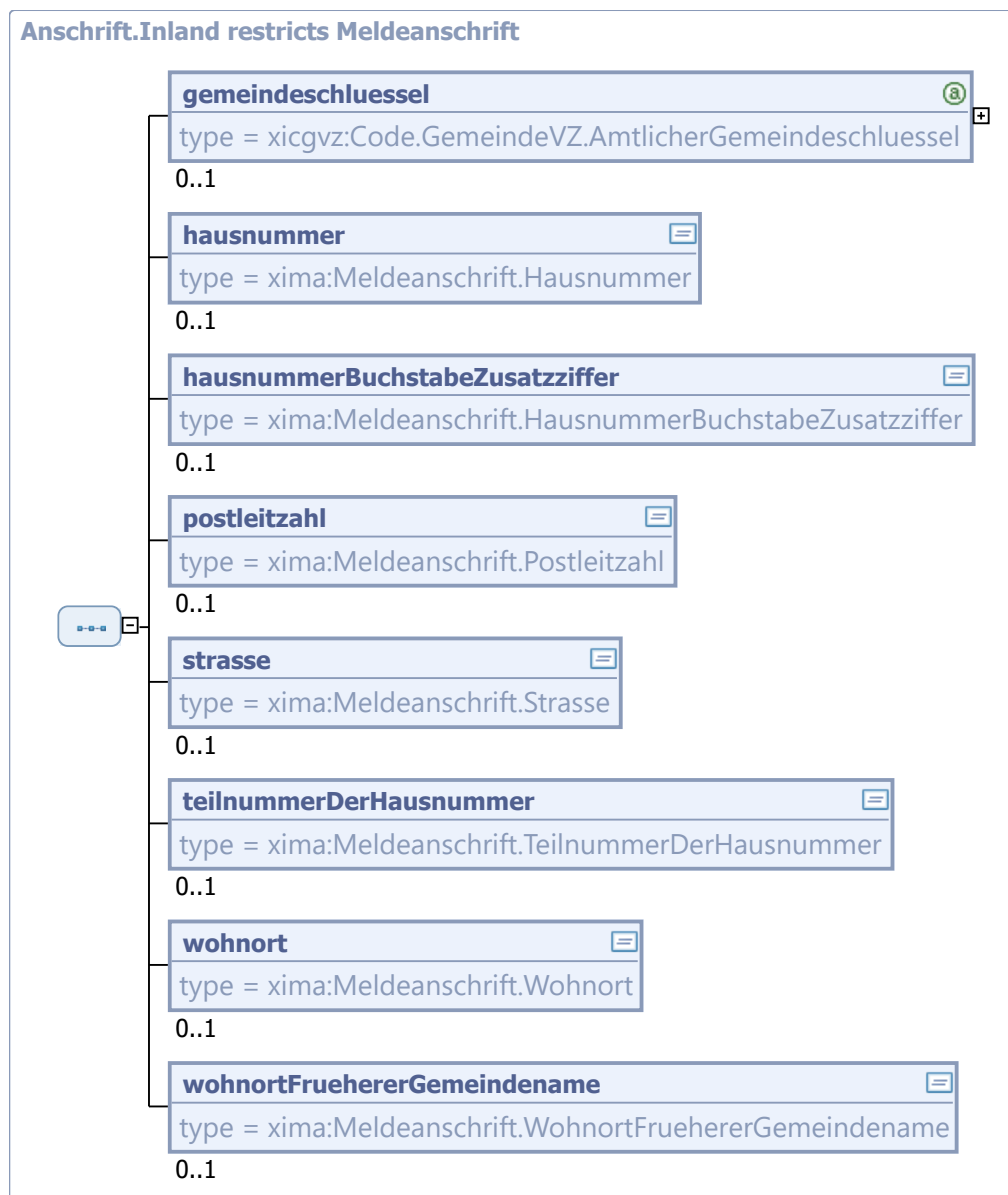 Anschrift.Inland restricts Meldeanschrift
gemeindeschluessel
type = xicgvz:Code.GemeindeVZ.AmtlicherGemeindeschluessel
0..1
hausnummer
type = xima:Meldeanschrift.Hausnummer
0..1
hausnummerBuchstabeZusatzziffer
type = xima:Meldeanschrift.HausnummerBuchstabeZusatzziffer
0..1
postleitzahl
type = xima:Meldeanschrift.Postleitzahl
0..1
strasse
type = xima:Meldeanschrift.Strasse
0..1
teilnummerDerHausnummer
type = xima:Meldeanschrift.TeilnummerDerHausnummer
0..1
wohnort
type = xima:Meldeanschrift.Wohnort
0..1
wohnortFruehererGemeindename
type = xima:Meldeanschrift.WohnortFruehererGemeindename
0..1